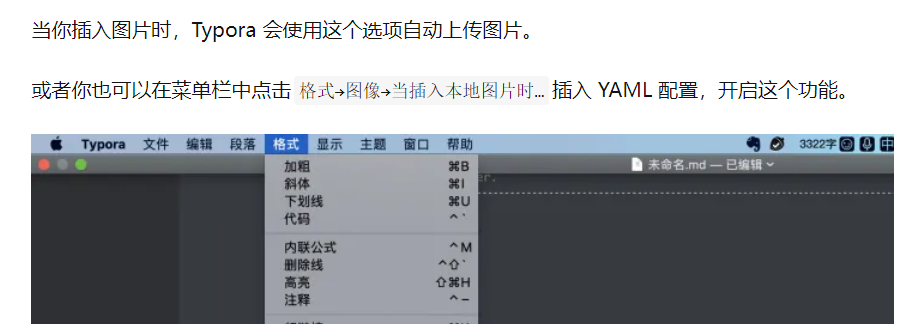 当你插入图片时，Typora 会使用这个选项自动上传图片。
或者你也可以在菜单栏中点击 格式→图像→当插入本地图片时… 插入 YAML 配置，开启这个功能。
Typora 文件 编辑 段落 格式 显示 主题 窗口 帮助 3322字 中
未命名.md — 已编辑
加粗 ⌘B
斜体 ⌘I
下划线 ⌘U
代码 ^`
内联公式 ^M
删除线 ^⇧`
高亮 ⇧⌘H
注释 ^-